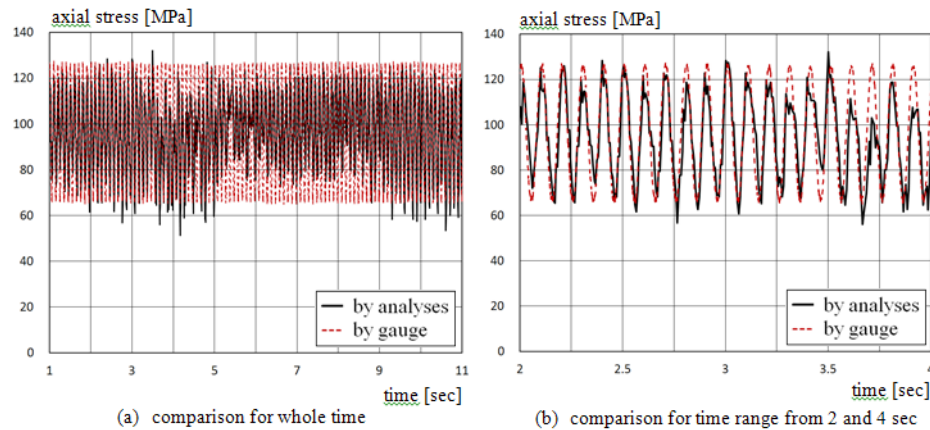 axial stress [MPa]
140
120
100
80
60
40
20
0
by analyses
by gauge
1
3
5
7
9
11
time [sec]
(a) comparison for whole time
axial stress [MPa]
140
120
100
80
60
40
20
0
by analyses
by gauge
2
2.5
3
3.5
4
time [sec]
(b) comparison for time range from 2 and 4 sec